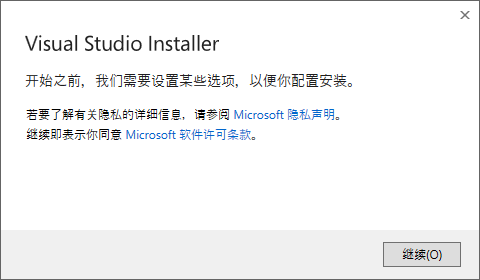 Visual Studio Installer
开始之前，我们需要设置某些选项，以便你配置安装。
若要了解有关隐私的详细信息，请参阅 Microsoft 隐私声明。
继续即表示你同意 Microsoft 软件许可条款。
继续(O)